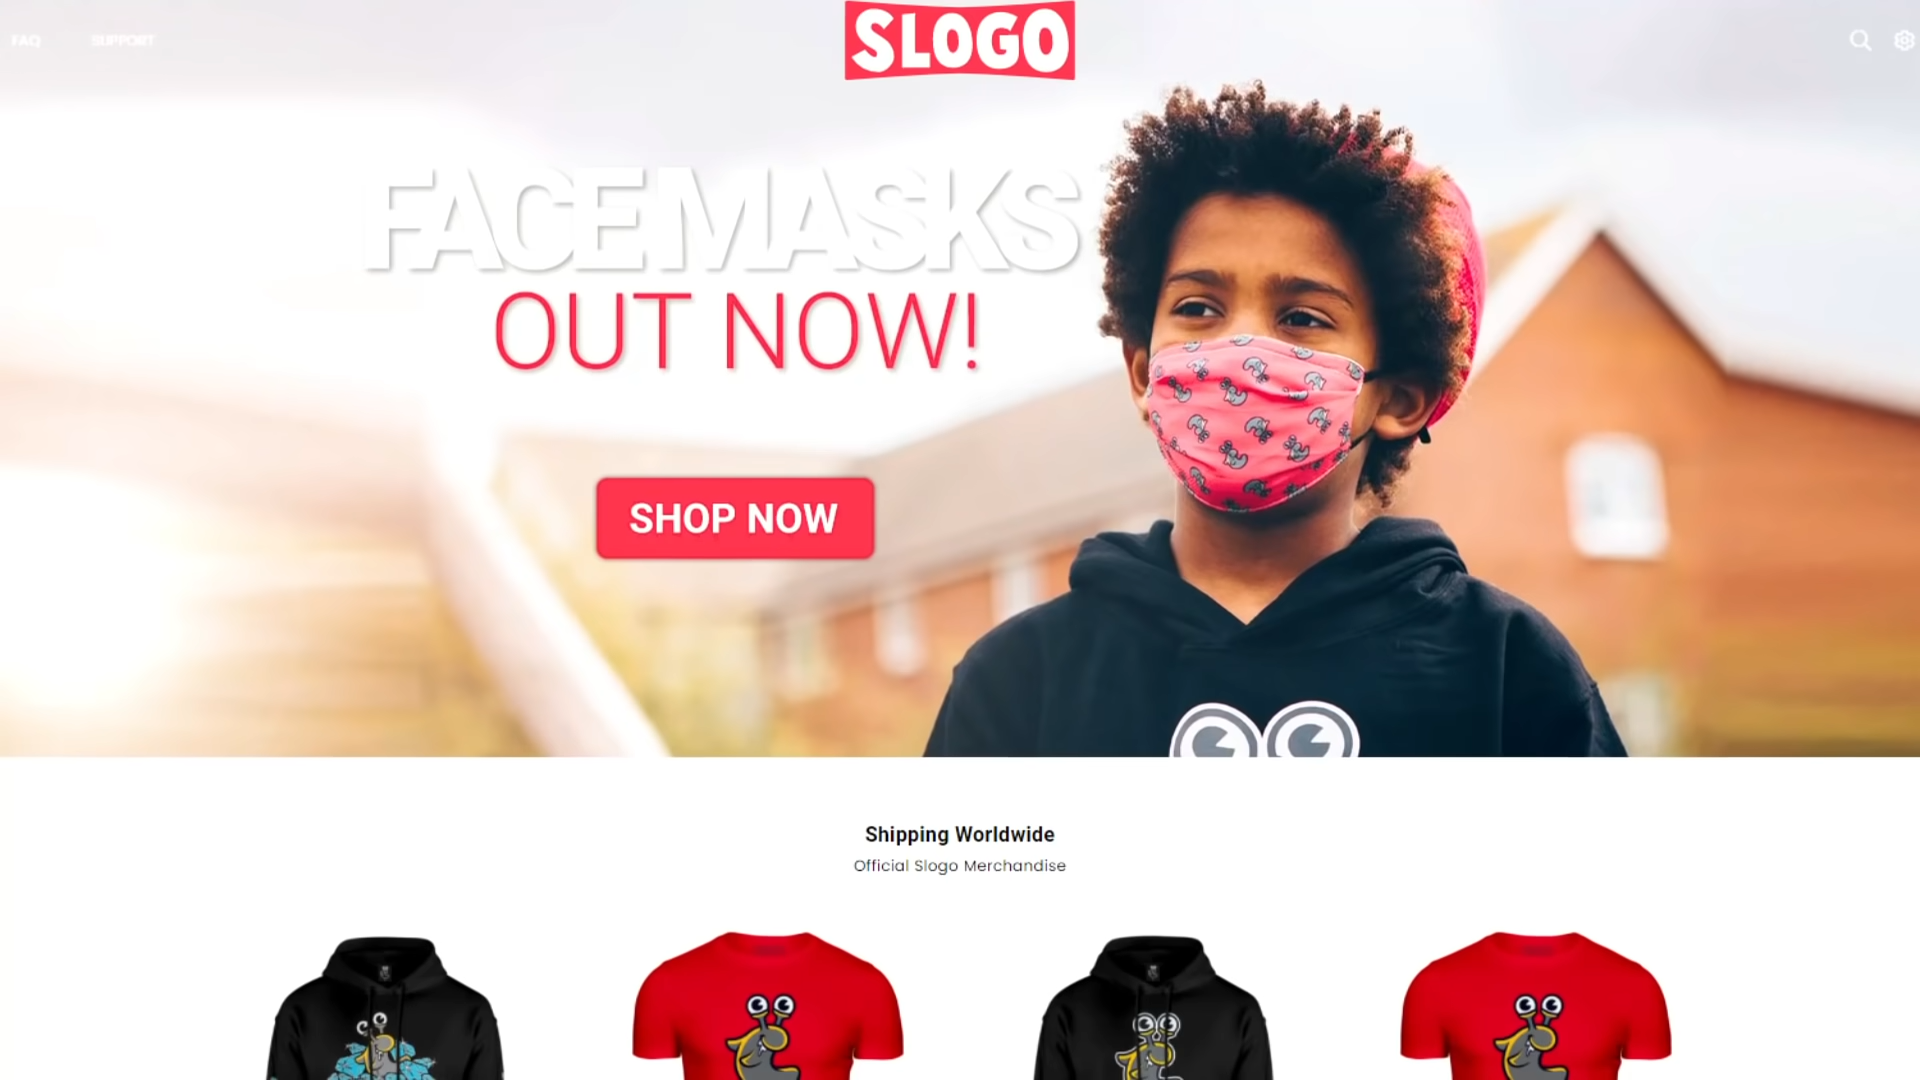 FAQ
SUPPORT
SLOGO
FACEMASKS
OUT NOW!
SHOP NOW
Shipping Worldwide
Official Slogo Merchandise